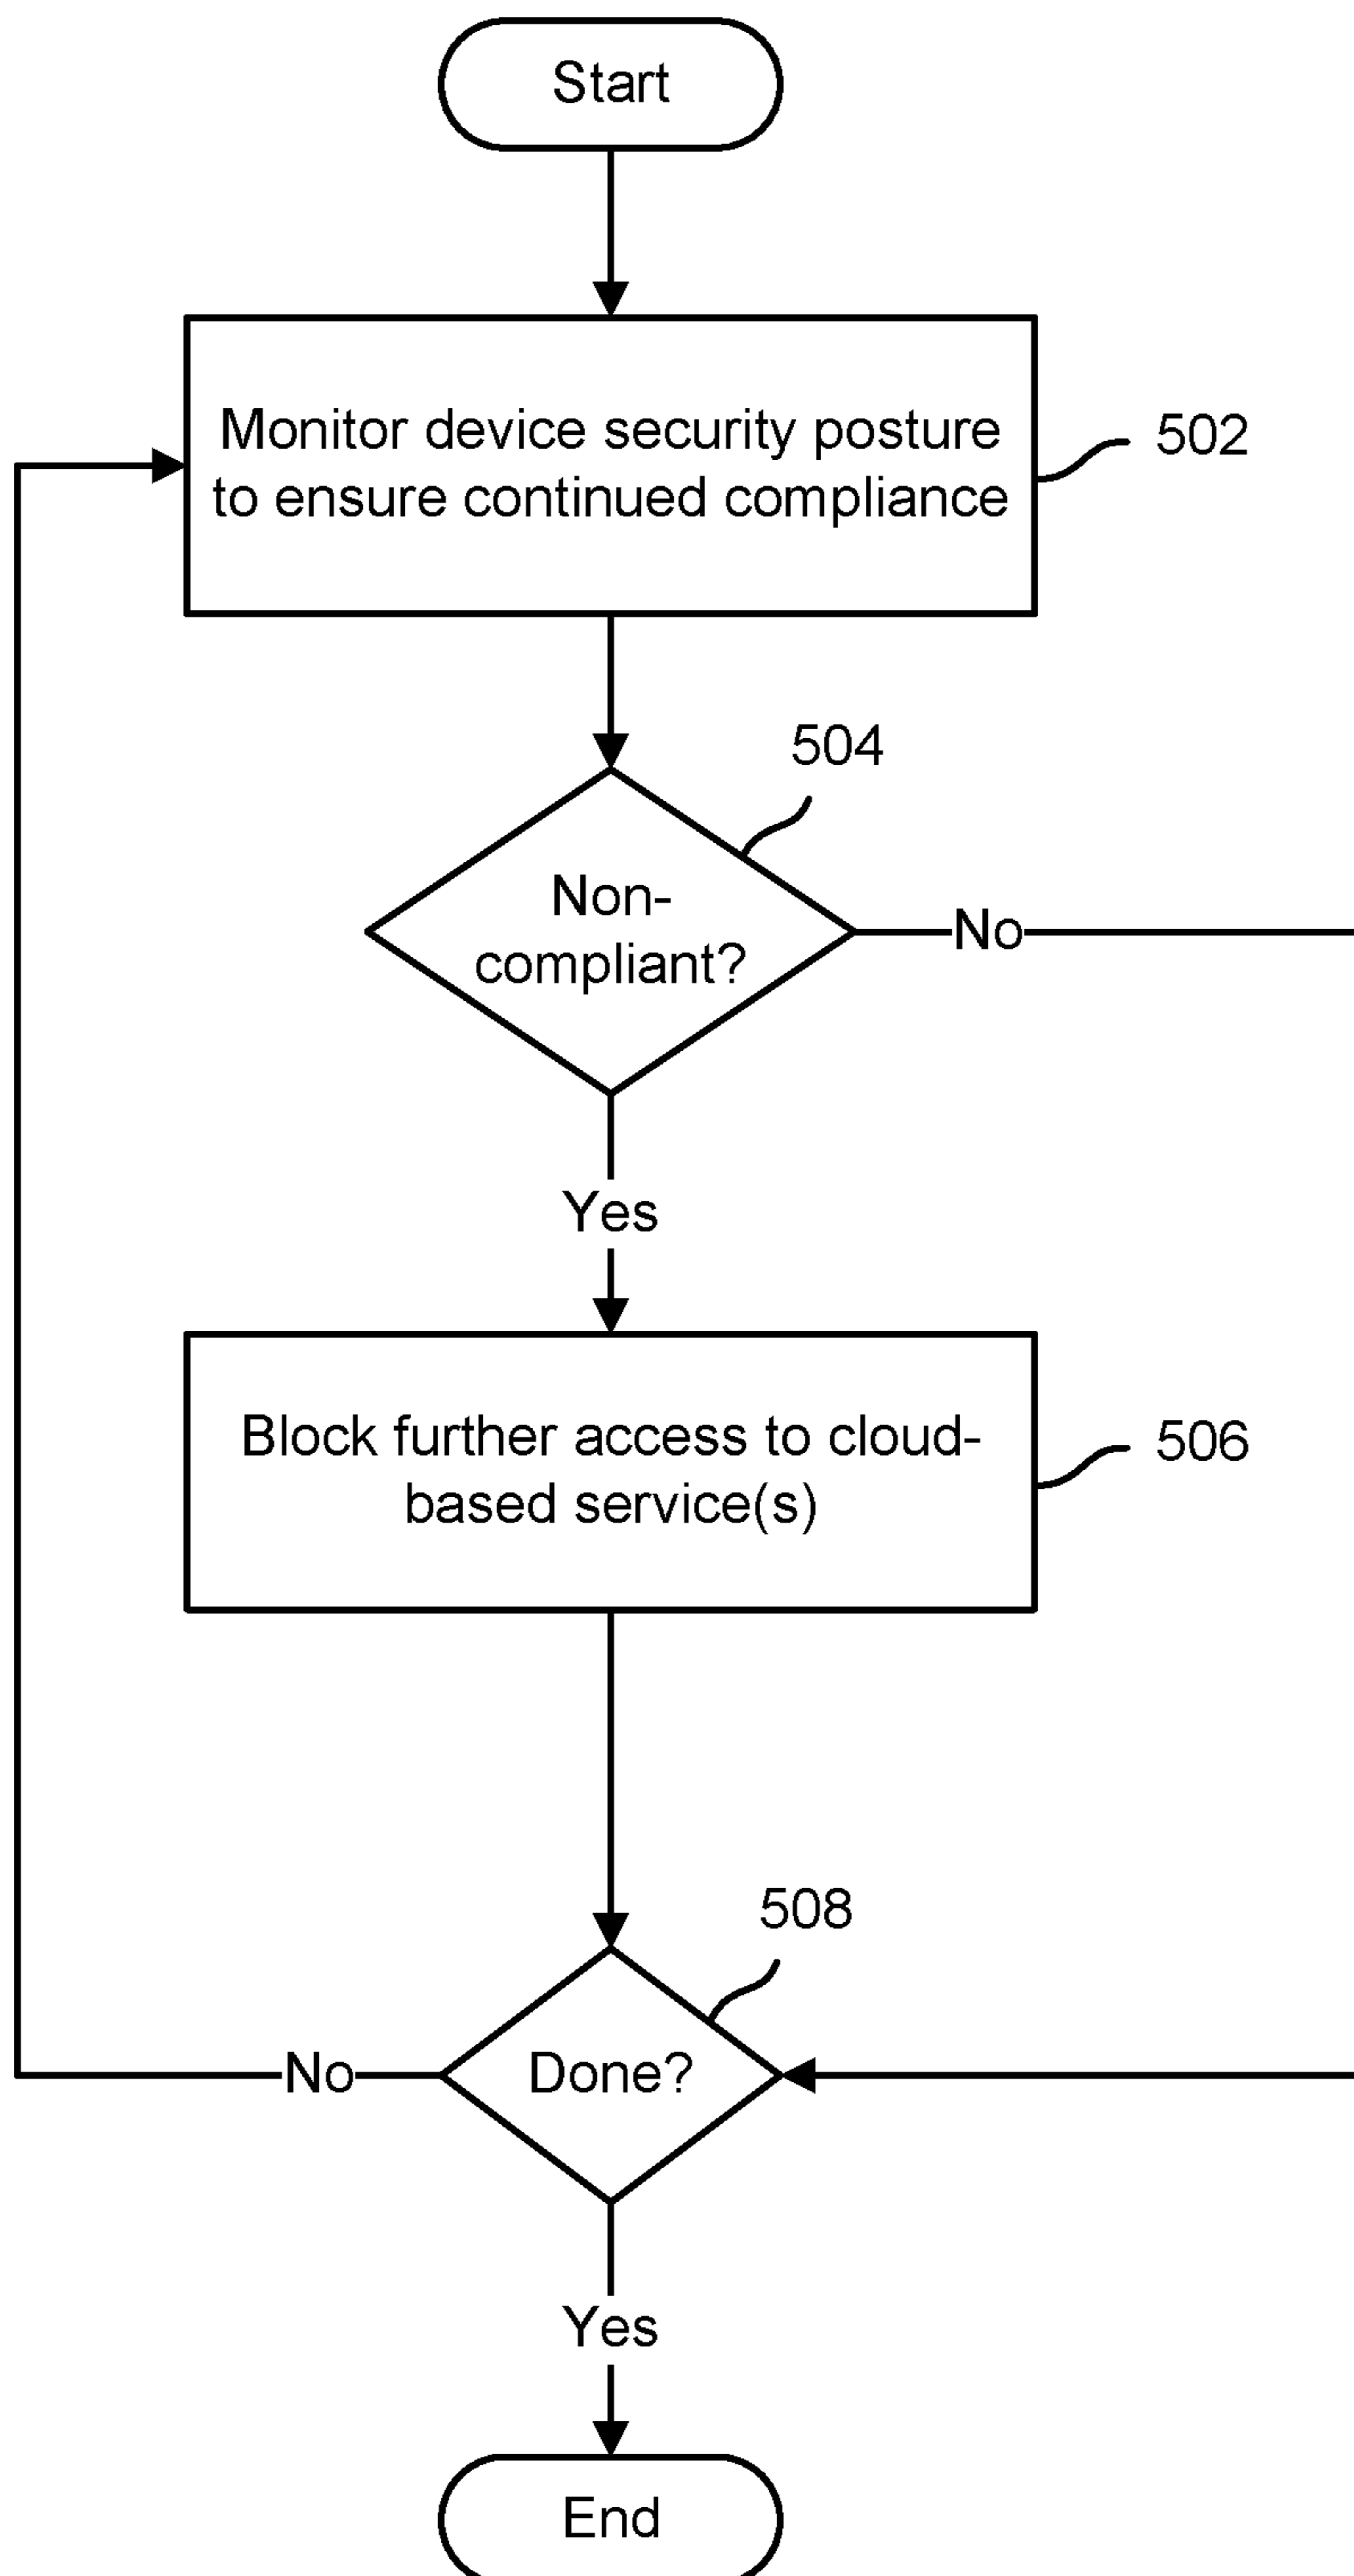 Start
Monitor device security posture
to ensure continued compliance
502
504
Non-
compliant?
No
Yes
Block further access to cloud-
based service(s)
506
508
Done?
No
Yes
End